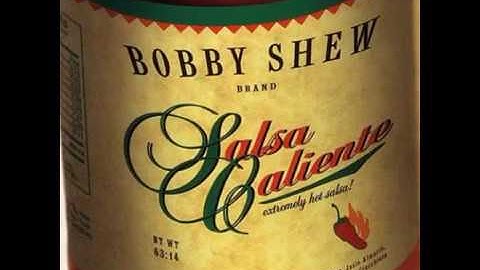 BOBBY SHEW
BRAND
Salsa
Caliente
extremely hot salsa!
NT WT
63:14